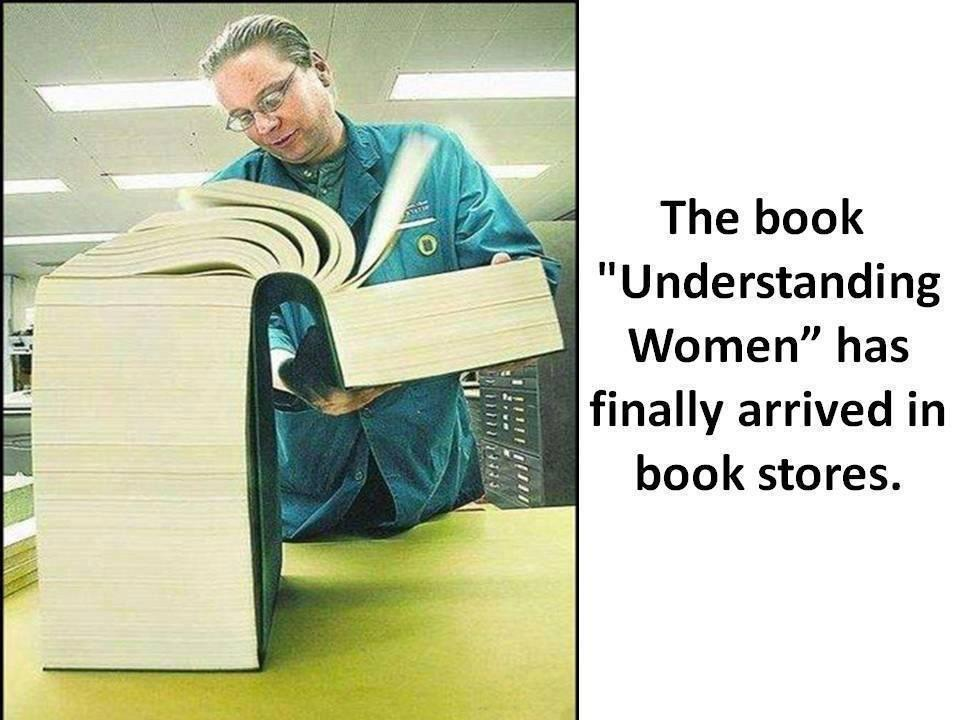 The book
"Understanding
Women” has
finally arrived in
book stores.